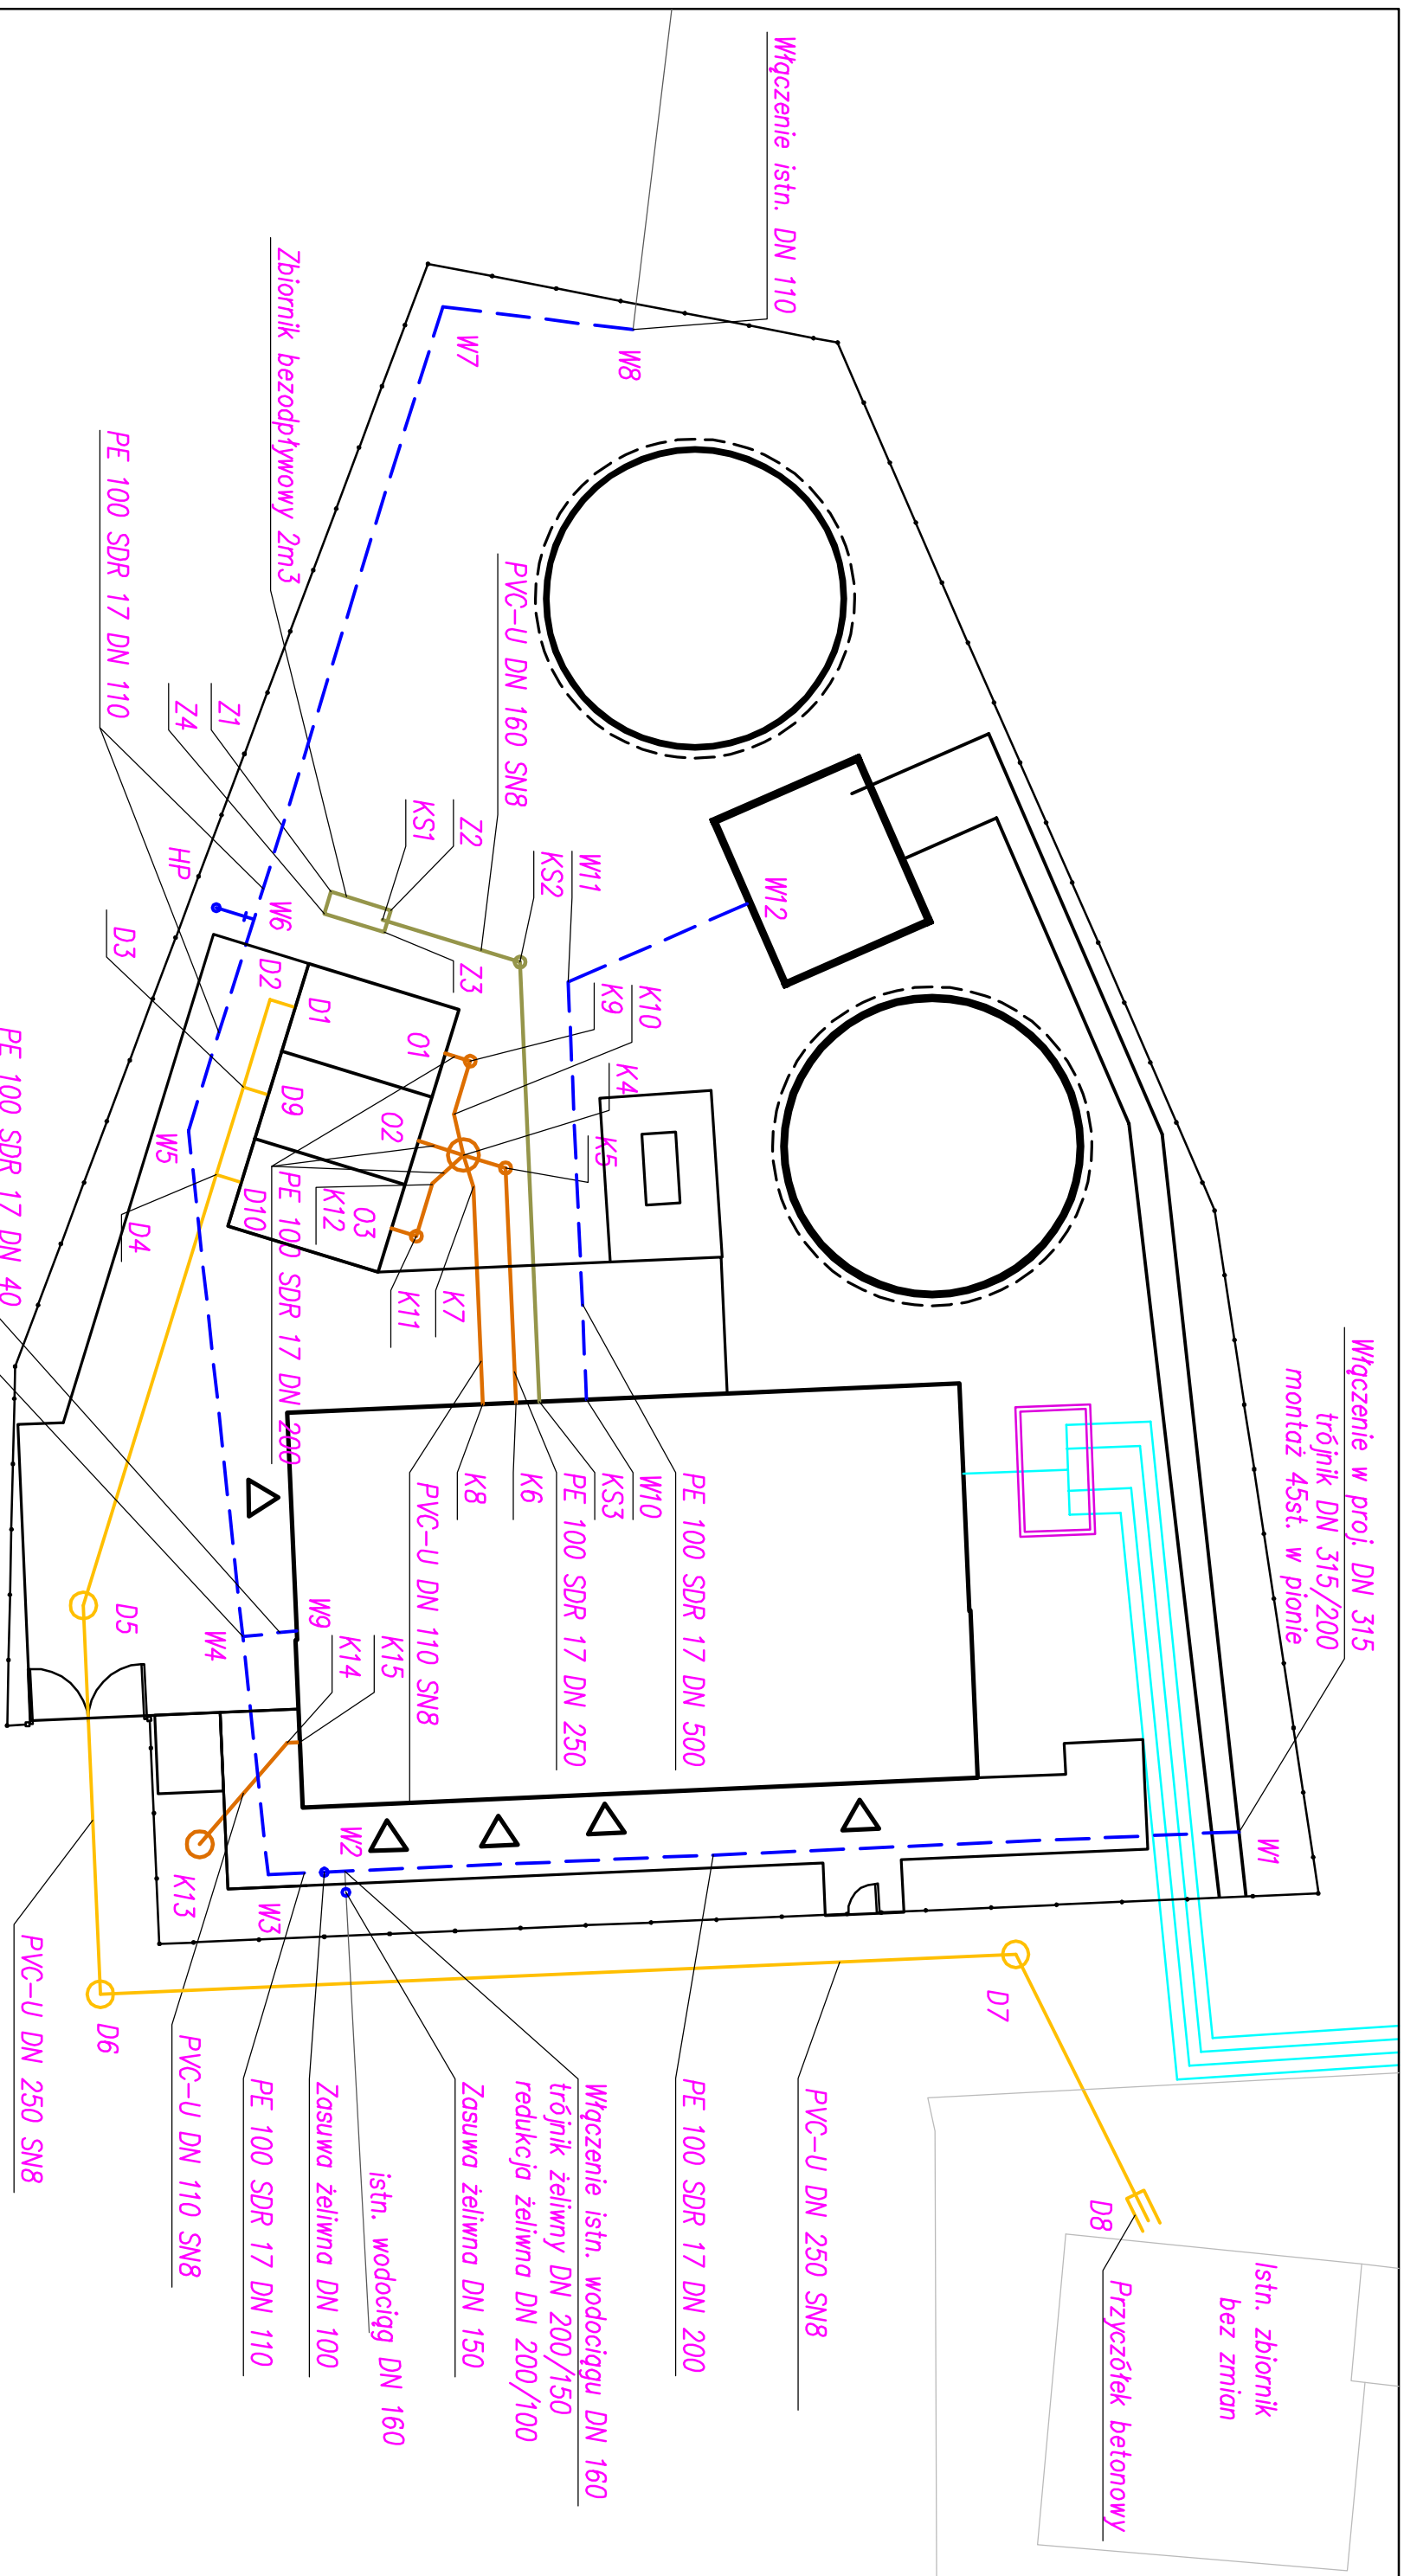 Włączenie istn. DN 110
W8
W7
Zbiornik bezodpływowy 2m3
PE 100 SDR 17 DN 110
Z1
Z4
PVC-U DN 160 SN8
Z2
KS1
KS2
W11
W12
HP
W6
D3
D2
D1
Z3
O1
K9
K10
K4
K5
D9
O2
W5
D10
D4
K12
O3
PE 100 SDR 17 DN 200
K11
K7
PE 100 SDR 17 DN 40
Włączenie w proj. DN 315
trójnik DN 315/200
montaż 45st. w pionie
K8
K6
KS3
W10
PE 100 SDR 17 DN 500
PE 100 SDR 17 DN 250
PVC-U DN 110 SN8
D5
W4
W9
K14
K15
W2
W1
K13
W3
D6
D7
D8
PVC-U DN 250 SN8
PVC-U DN 110 SN8
PE 100 SDR 17 DN 110
Zasuwa żeliwna DN 100
istn. wodociąg DN 160
Zasuwa żeliwna DN 150
Włączenie istn. wodociągu DN 160
trójnik żeliwny DN 200/150
redukcja żeliwna DN 200/100
PE 100 SDR 17 DN 200
PVC-U DN 250 SN8
Przyczółek betonowy
Istn. zbiornik
bez zmian